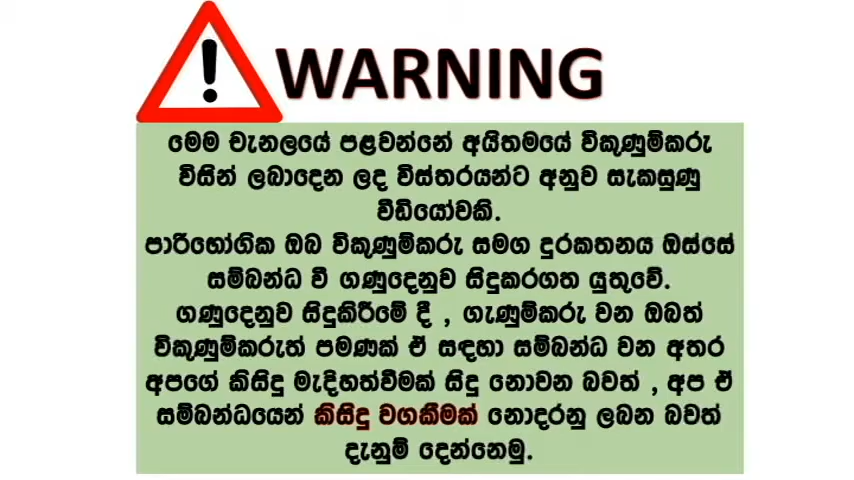 WARNING
මෙම චැනලයේ පළවන්නේ අයිතමයේ විකුණුම්කරු
විසින් ලබාදෙන ලද විස්තරයන්ට අනුව සැකසුණු
වීඩියෝවකි.
පාරිභෝගික ඔබ විකුණුම්කරු සමග දුරකතනය ඔස්සේ
සම්බන්ධ වී ගණුදෙනුව සිදුකරගත යුතුවේ.
ගණුදෙනුව සිදුකිරීමේ දී , ගැණුම්කරු වන ඔබත්
විකුණුම්කරුත් පමණක් ඒ සඳහා සම්බන්ධ වන අතර
අපගේ කිසිදු මැදිහත්වීමක් සිදු නොවන බවත් , අප ඒ
සම්බන්ධයෙන් කිසිදු වගකීමක් නොදරනු ලබන බවත්
දැනුම් දෙන්නෙමු.